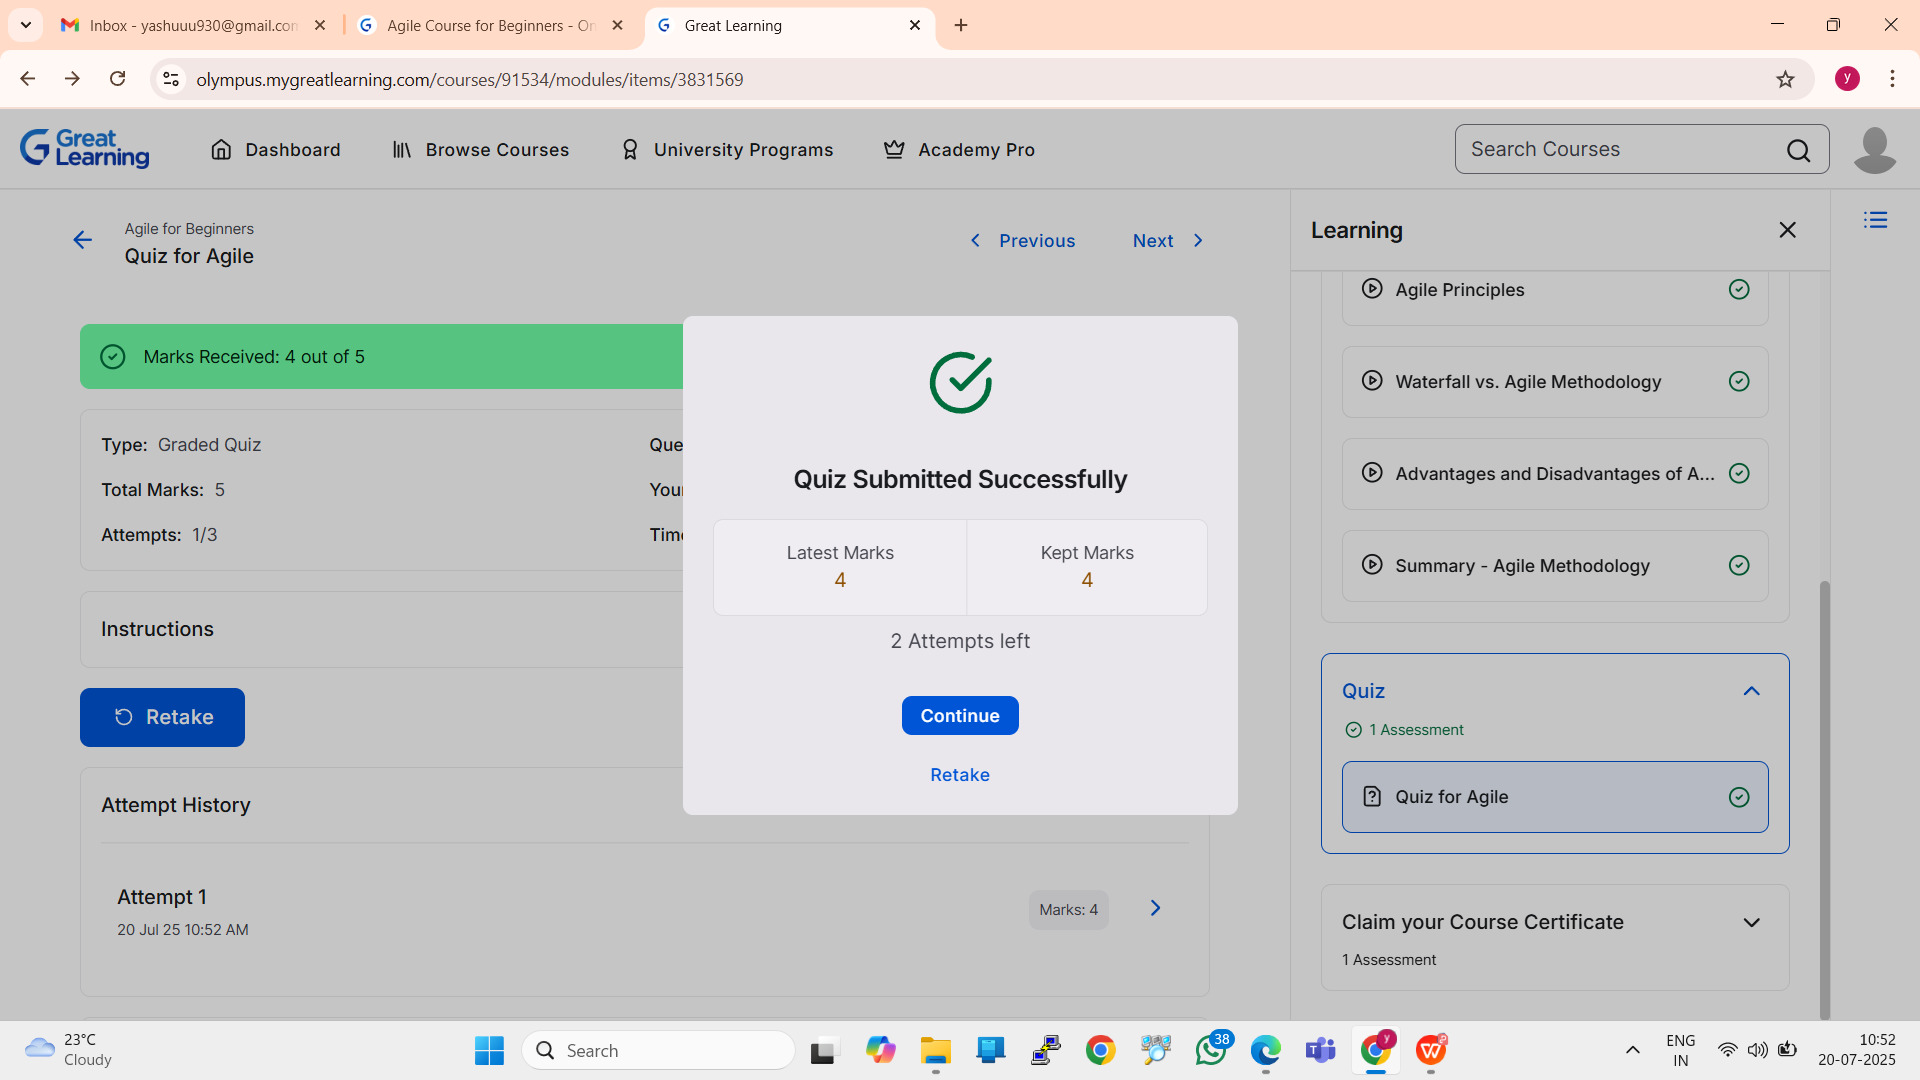 Inbox - yashuuu930@gmail.com
Agile Course for Beginners - On
Great Learning
olympus.mygreatlearning.com/courses/91534/modules/items/3831569
y
Great Learning
Dashboard
Browse Courses
University Programs
Academy Pro
Search Courses
Agile for Beginners
Quiz for Agile
Previous
Next
Marks Received: 4 out of 5
Type: Graded Quiz
Que
Total Marks: 5
You
Attempts: 1/3
Time
Instructions
Retake
Attempt History
Attempt 1
20 Jul 25 10:52 AM
Marks: 4
Quiz Submitted Successfully
Latest Marks
4
Kept Marks
4
2 Attempts left
Continue
Retake
Learning
Agile Principles
Waterfall vs. Agile Methodology
Advantages and Disadvantages of A...
Summary - Agile Methodology
Quiz
1 Assessment
Quiz for Agile
Claim your Course Certificate
1 Assessment
23°C
Cloudy
Search
38
y
ENG
IN
10:52
20-07-2025